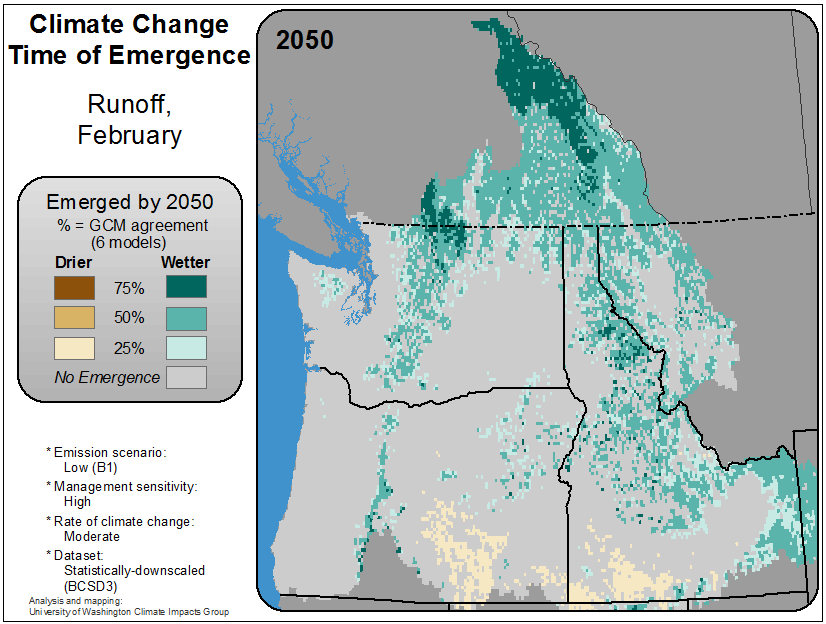 Climate Change
Time of Emergence
Runoff,
February
2050
Emerged by 2050
% = GCM agreement
(6 models)
Drier Wetter
75%
50%
25%
No Emergence
* Emission scenario:
Low (B1)
* Management sensitivity:
High
* Rate of climate change:
Moderate
* Dataset:
Statistically-downscaled
(BCSD3)
Analysis and mapping:
University of Washington Climate Impacts Group